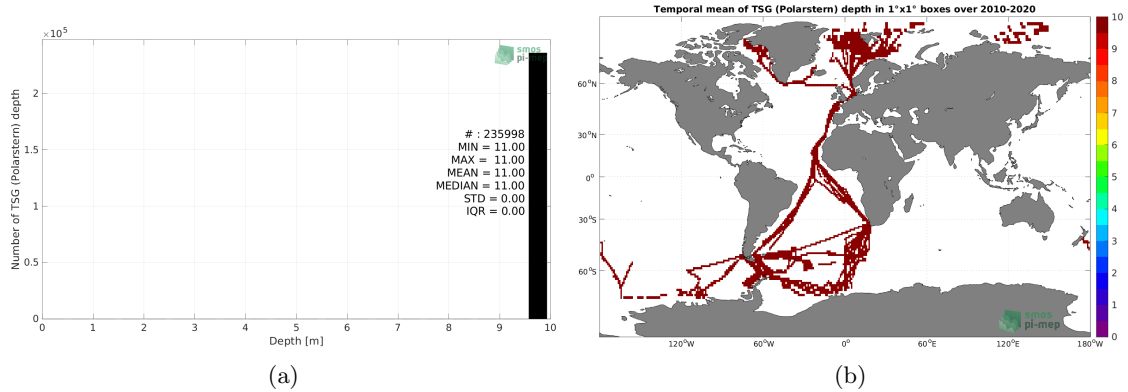 ×10⁵
smos
pi-mep
Number of TSG (Polarstern) depth
2
1.5
1
0.5
0
# : 235998
MIN = 11.00
MAX = 11.00
MEAN = 11.00
MEDIAN = 11.00
STD = 0.00
IQR = 0.00
0 1 2 3 4 5 6 7 8 9 10
Depth [m]
(a)
Temporal mean of TSG (Polarstern) depth in 1°x1° boxes over 2010-2020
60°N
30°N
0°
30°S
60°S
120°W 60°W 0° 60°E 120°E 180°W
smos
pi-mep
10
9
8
7
6
5
4
3
2
1
0
(b)